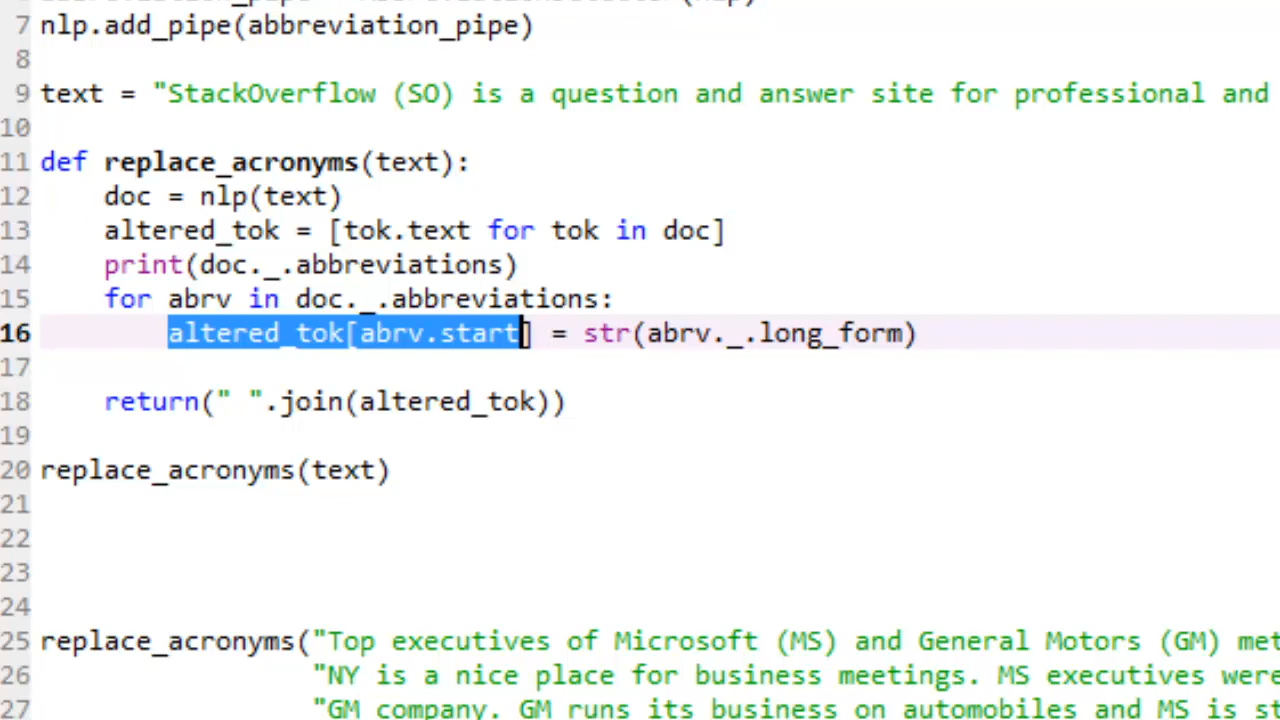 7 nlp.add_pipe(abbreviation_pipe)
8
9 text = "StackOverflow (SO) is a question and answer site for professional and
10
11 def replace_acronyms(text):
12     doc = nlp(text)
13     altered_tok = [tok.text for tok in doc]
14     print(doc._.abbreviations)
15     for abrv in doc._.abbreviations:
16         altered_tok[abrv.start] = str(abrv._.long_form)
17
18     return(" ".join(altered_tok))
19
20 replace_acronyms(text)
21
22
23
24
25 replace_acronyms("Top executives of Microsoft (MS) and General Motors (GM) met
26                  "NY is a nice place for business meetings. MS executives were
27                  "GM company. GM runs its business on automobiles and MS is